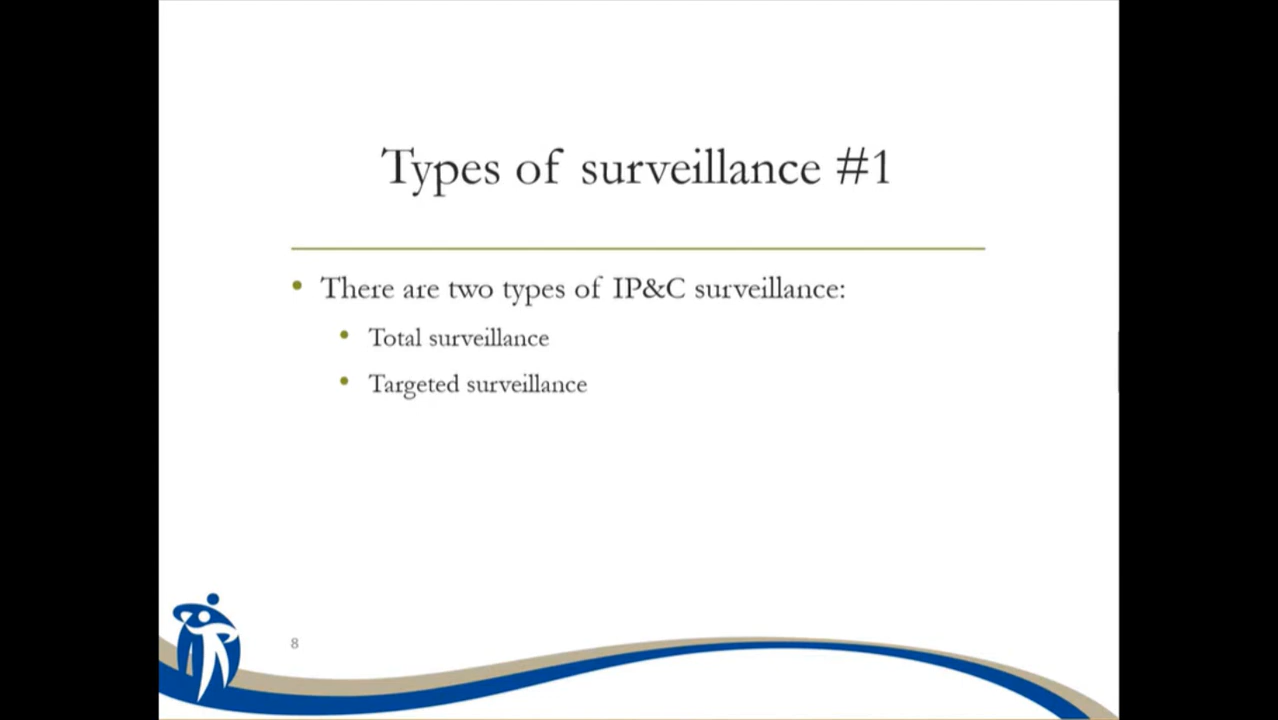 Types of surveillance #1
• There are two types of IP&C surveillance:
• Total surveillance
• Targeted surveillance
8